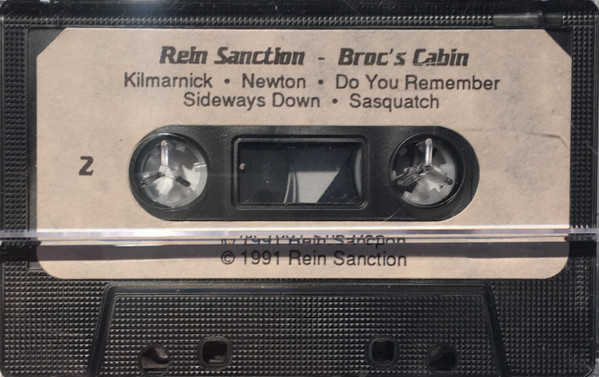 Rein Sanction - Broc's Cabin
Kilmarnick • Newton • Do You Remember
Sideways Down • Sasquatch
2
© 1991 Rein Sanction